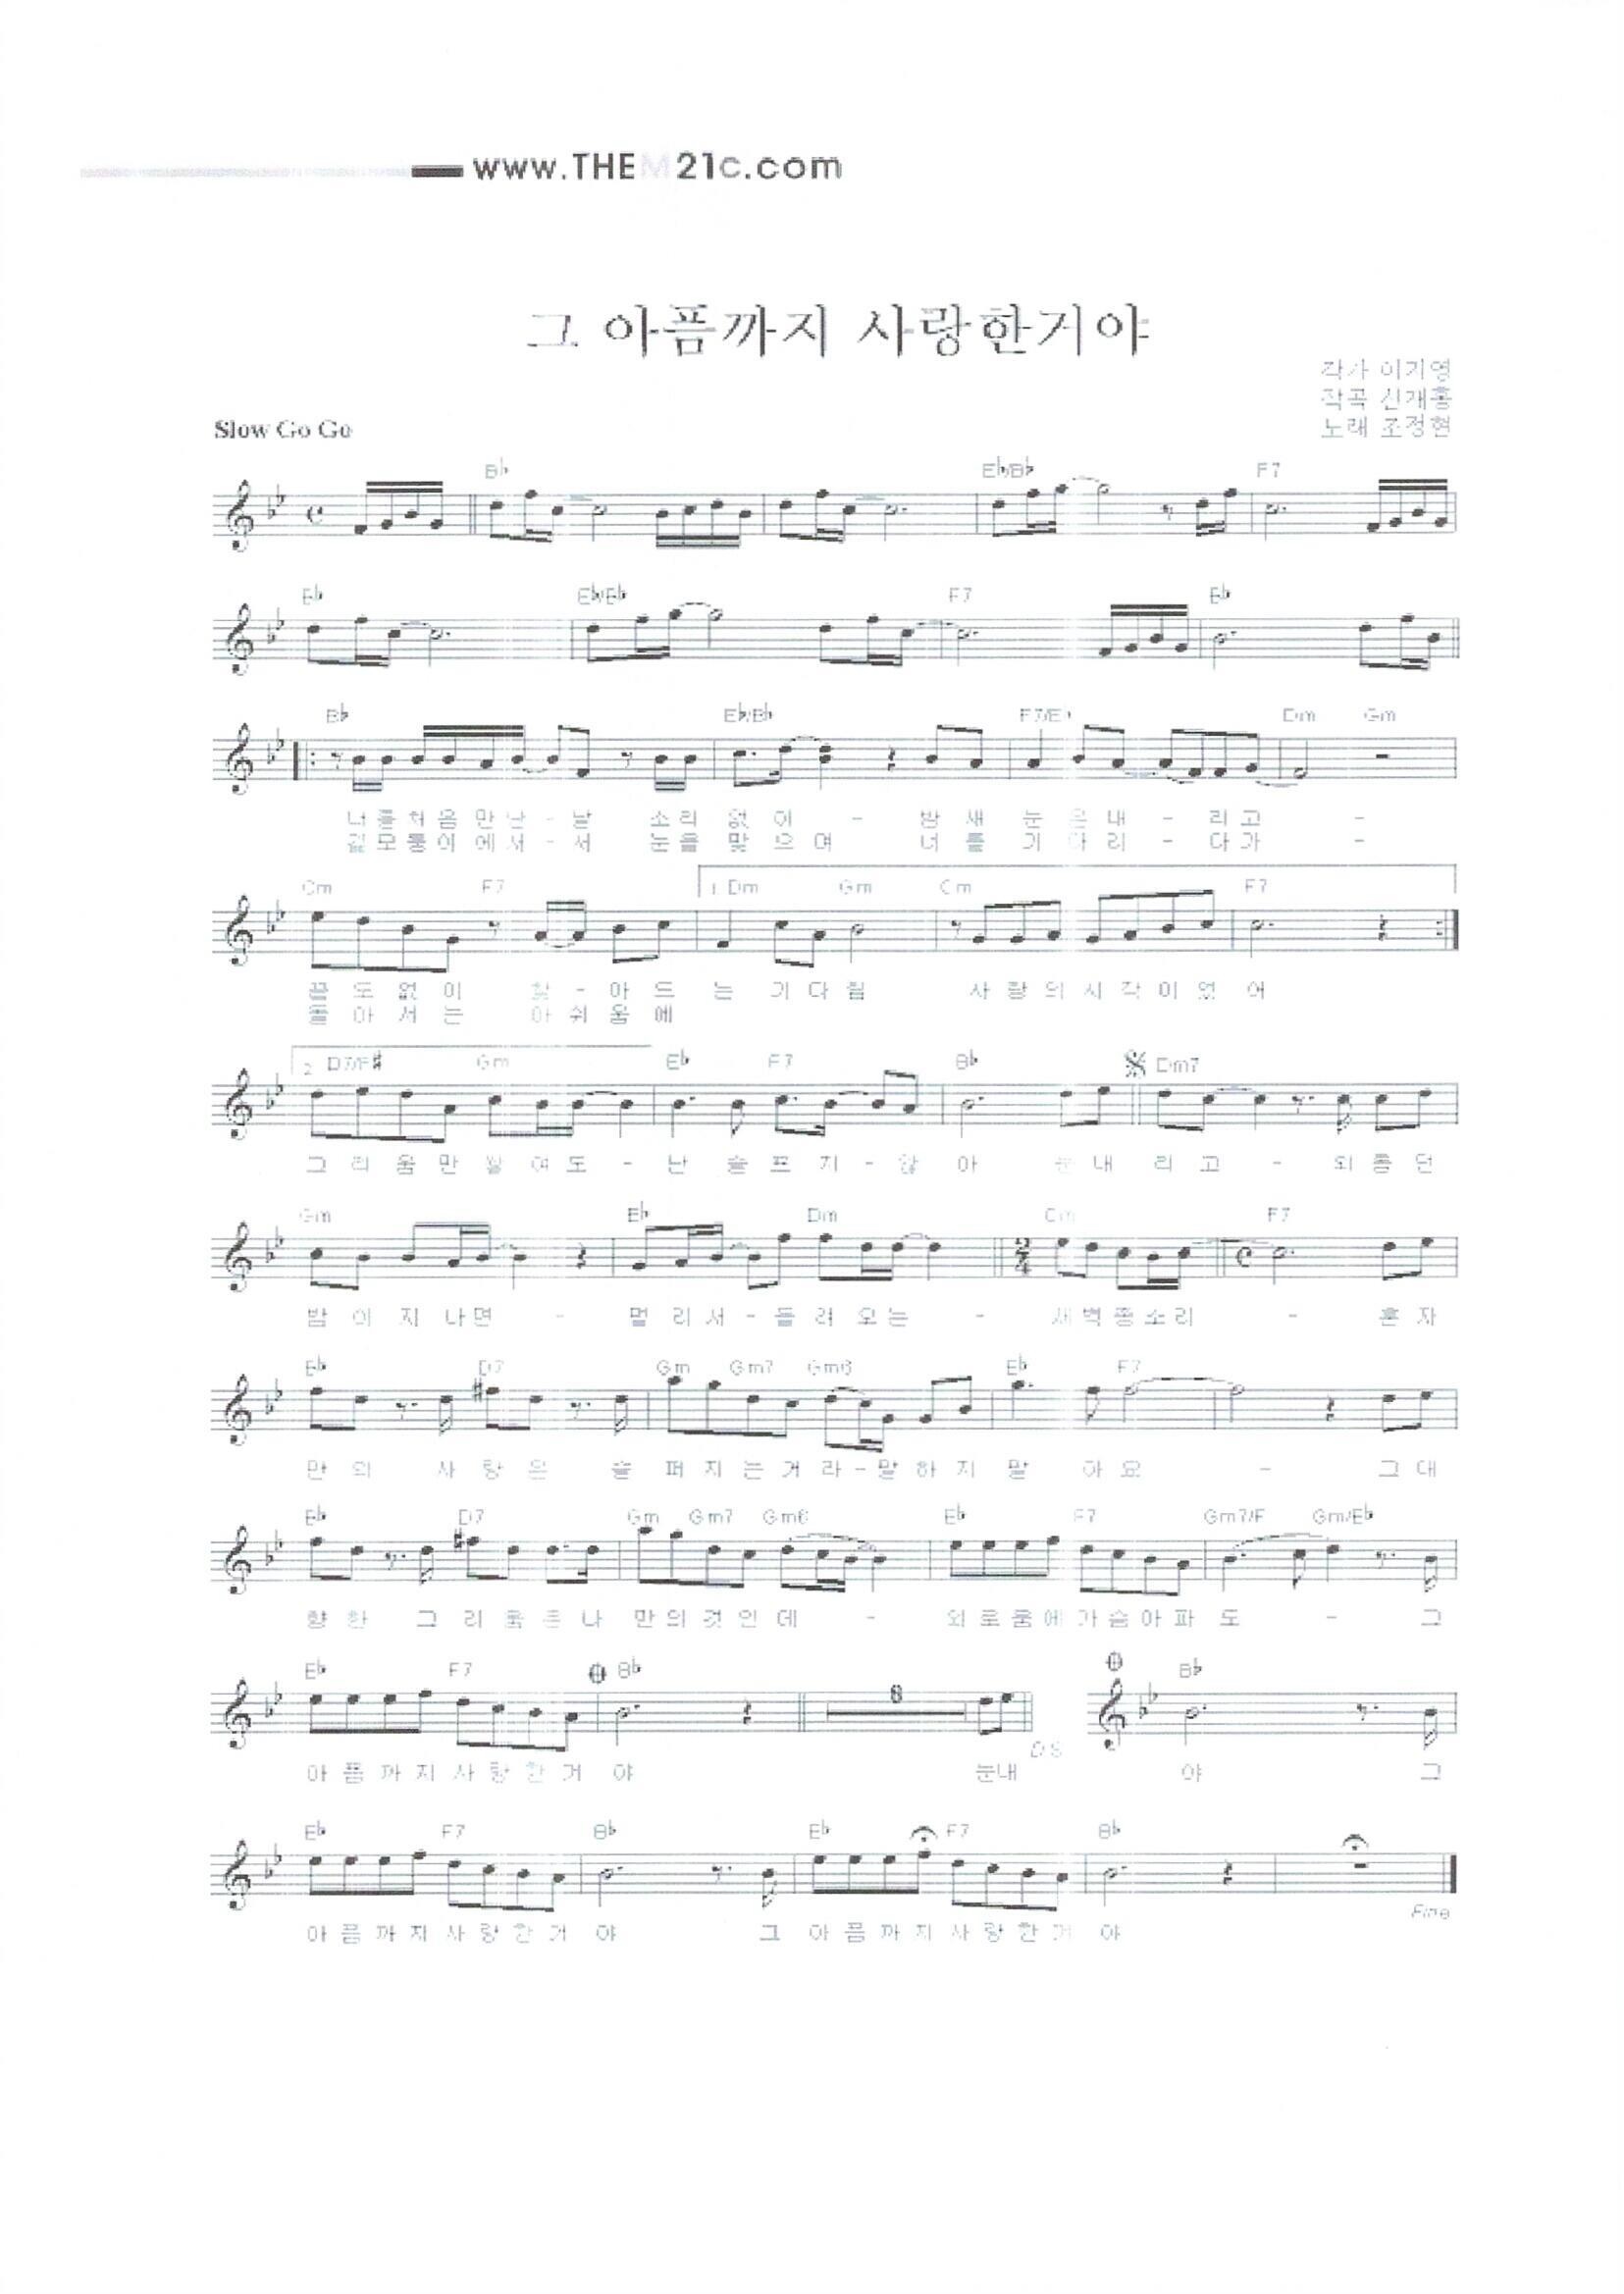 www.THEM21c.com
그 아픔까지 사랑한거야
작사 이기영
작곡 신재홍
노래 조정현
Slow Go Go
B♭ E♭/B♭ F7
E♭ F7 B♭
B♭ E♭/B♭ Dm Gm
너를처음만난-날 소리없이 - 밤새눈은내-리고 -
길모퉁이에서-서 눈을맞으며 너를기다리-다가 -
Cm F7 1. Dm Gm Cm F7
끝도없이 찾-아드는기다림 사랑의시작이었어
돌아서는 아쉬움에
2. D7/F# Gm E♭ F7 B♭ Dm7
그리움만쌓여도-난슬프지-않아 눈내리고-외롭던
Gm E♭ Dm 2 4 Cm F7
밤이지나면 - 멀리서-들려오는 - 새벽종소리 - 혼자
E♭ D7 Gm Gm7 Gm6 E♭ F7
만의 사랑은 슬퍼지는거라-말하지말아요 - 그대
E♭ D7 Gm Gm7 Gm6 E♭ F7 Gm7/F Gm/E♭
향한 그리움은나만의것인데 - 외로움에가슴아파도 - 그
E♭ F7 B♭ 8 D.S B♭
아픔까지사랑한거야 눈내 야 그
E♭ F7 B♭ E♭ F7 B♭
Fine
아픔까지사랑한거야 그아픔까지사랑한거야